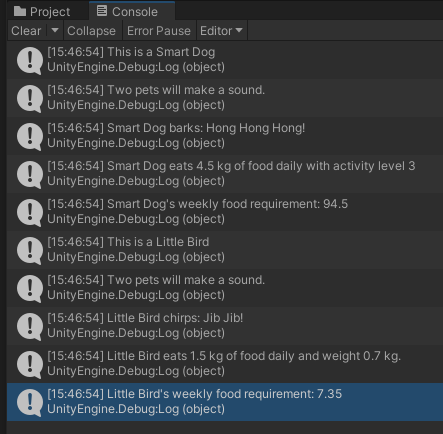 Project Console
Clear Collapse Error Pause Editor
[15:46:54] This is a Smart Dog
UnityEngine.Debug:Log (object)
[15:46:54] Two pets will make a sound.
UnityEngine.Debug:Log (object)
[15:46:54] Smart Dog barks: Hong Hong Hong!
UnityEngine.Debug:Log (object)
[15:46:54] Smart Dog eats 4.5 kg of food daily with activity level 3
UnityEngine.Debug:Log (object)
[15:46:54] Smart Dog's weekly food requirement: 94.5
UnityEngine.Debug:Log (object)
[15:46:54] This is a Little Bird
UnityEngine.Debug:Log (object)
[15:46:54] Two pets will make a sound.
UnityEngine.Debug:Log (object)
[15:46:54] Little Bird chirps: Jib Jib!
UnityEngine.Debug:Log (object)
[15:46:54] Little Bird eats 1.5 kg of food daily and weight 0.7 kg.
UnityEngine.Debug:Log (object)
[15:46:54] Little Bird's weekly food requirement: 7.35
UnityEngine.Debug:Log (object)